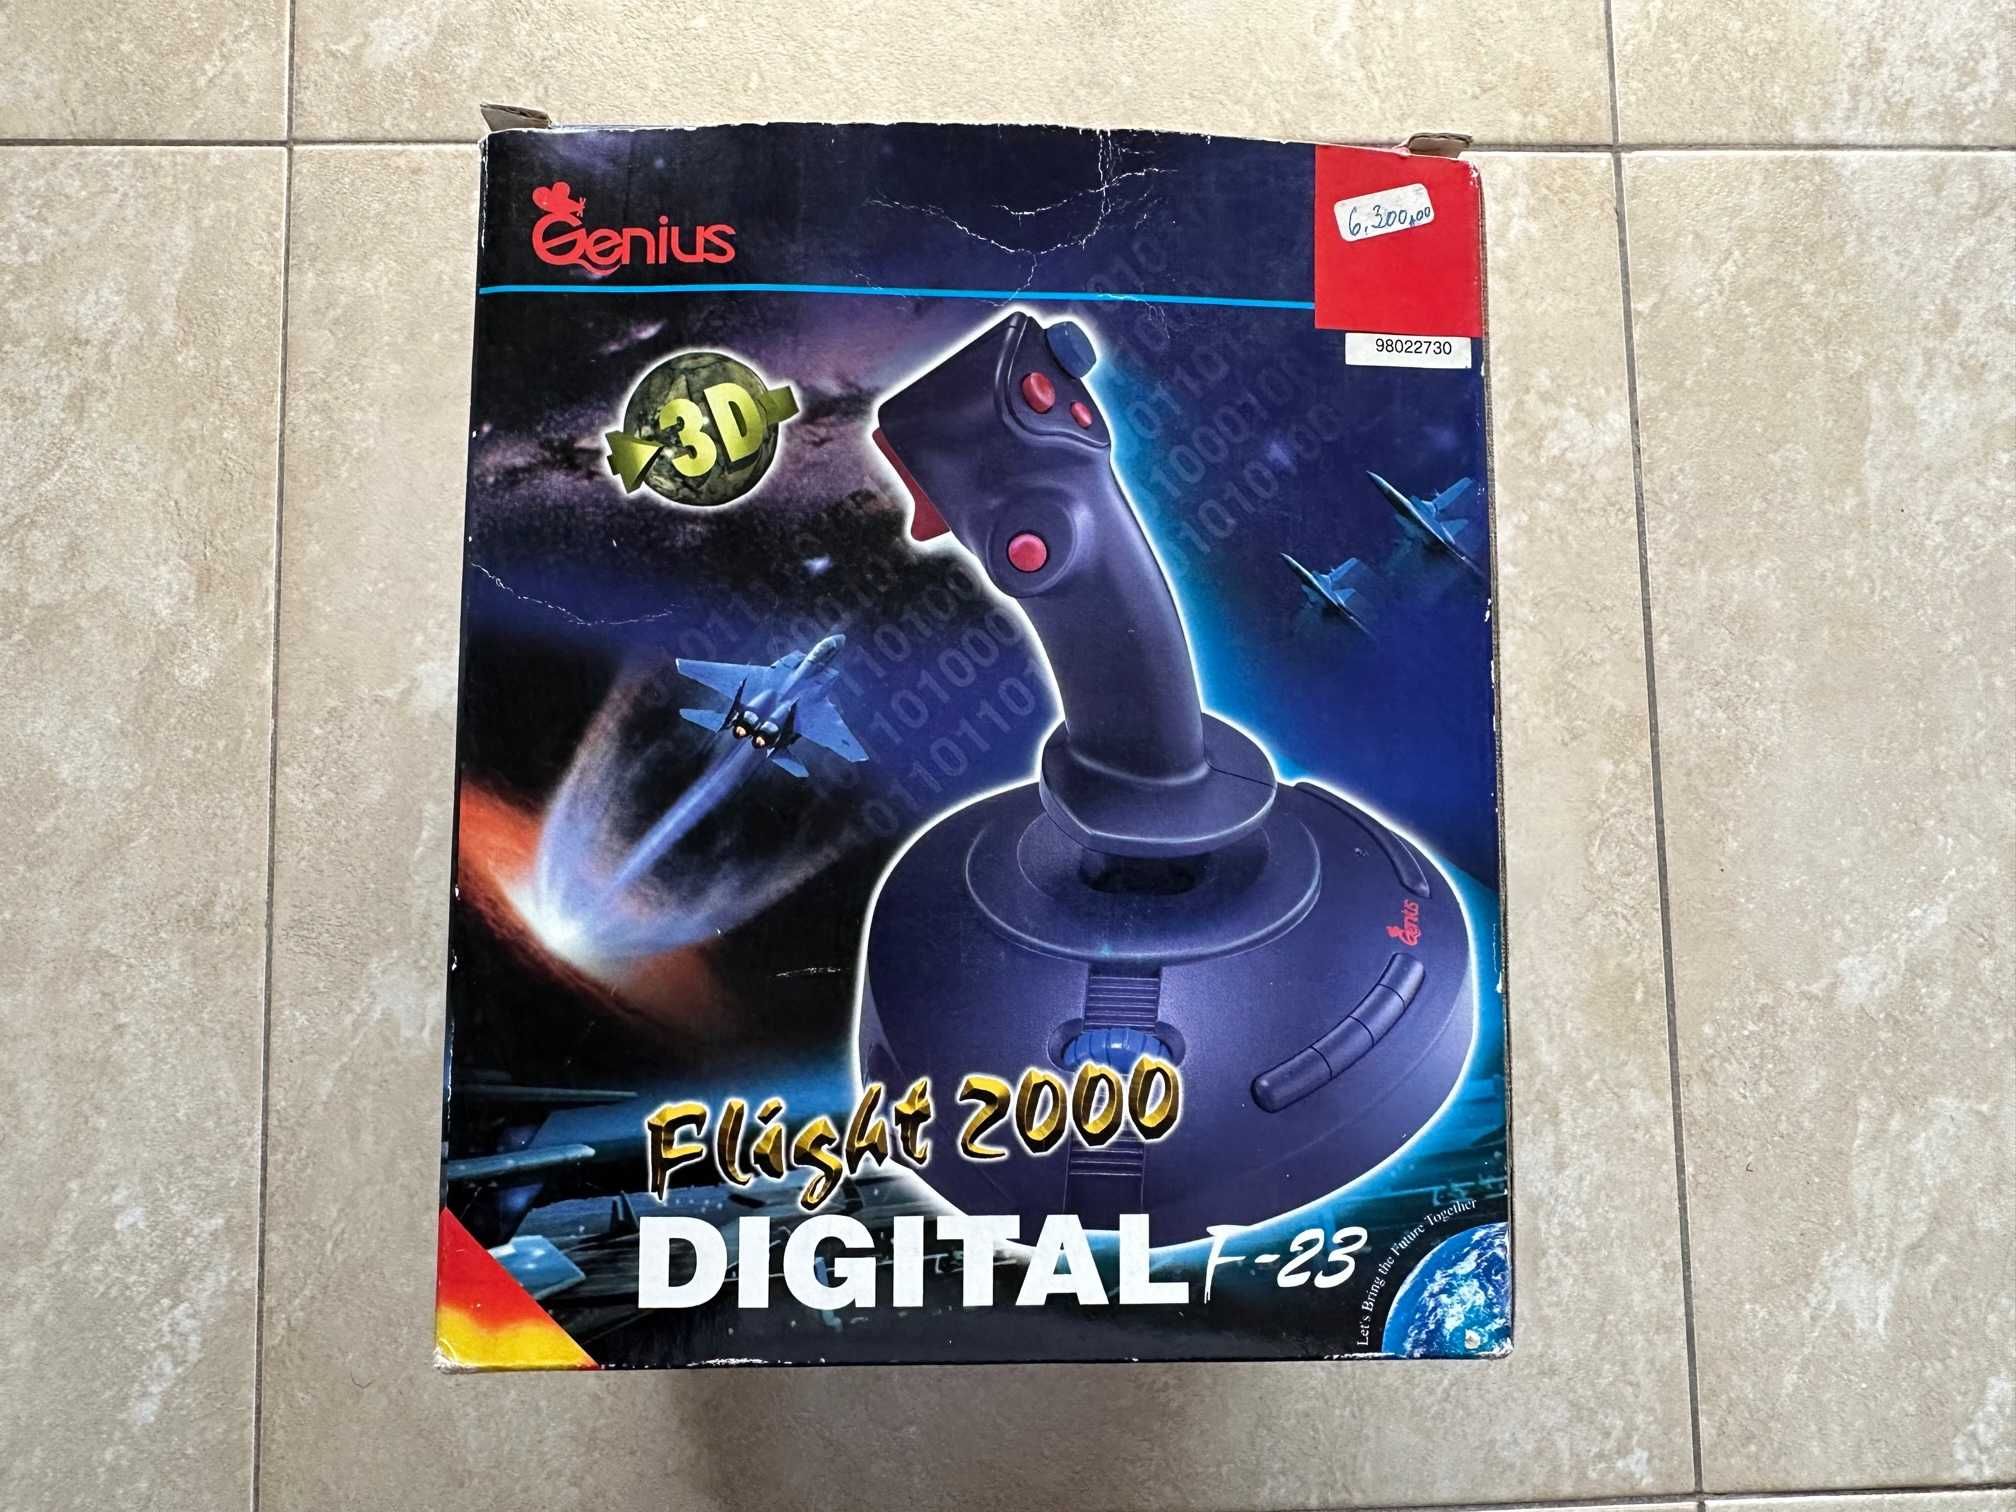 Genius
6,300,00
98022730
3D
Genius
Flight 2000
DIGITAL F-23
Let's Bring the Future Together